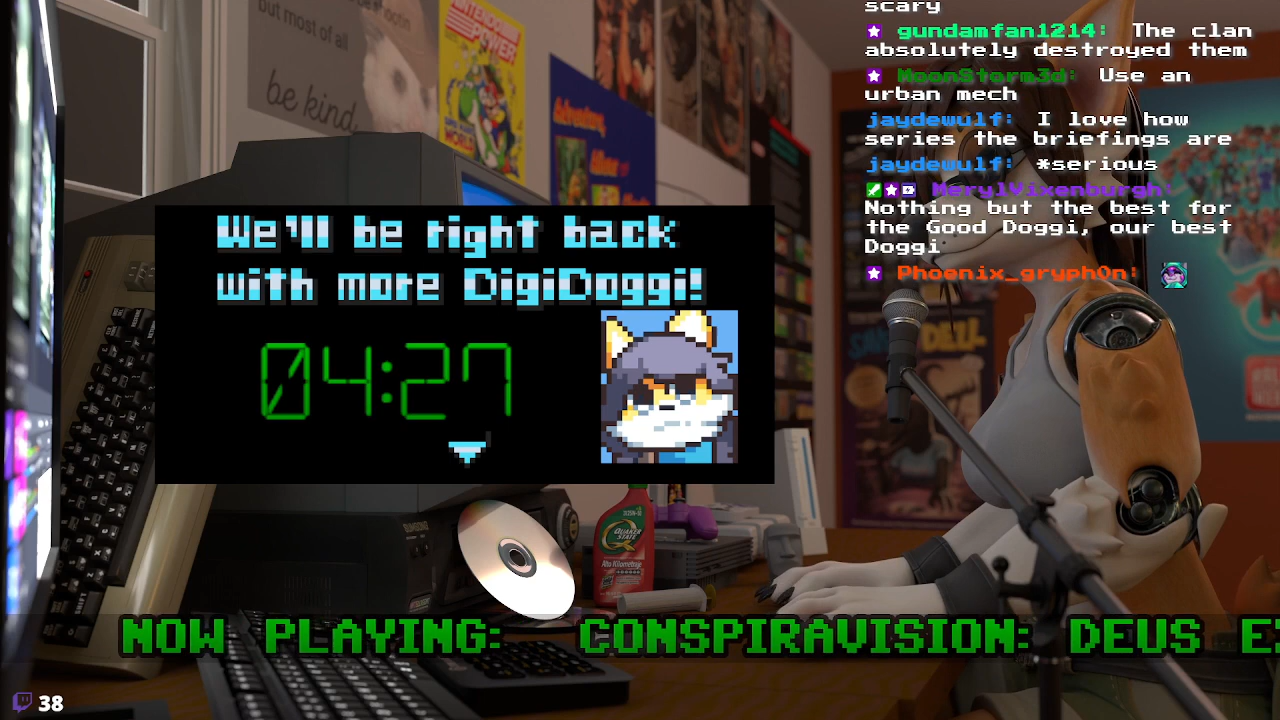 scary
gundamfan1214: The clan
absolutely destroyed them
MoonStorm3d: Use an
urban mech
jaydewulf: I love how
series the briefings are
jaydewulf: *serious
MerylVixenburgh:
Nothing but the best for
the Good Doggi, our best
Doggi
Phoenix_gryph0n:
but most of all
be kind.
NINTENDO
POWER
We'll be right back
with more DigiDoggi!
04:27
QUAKER
STATE
NOW PLAYING: CONSPIRAVISION: DEUS E
38